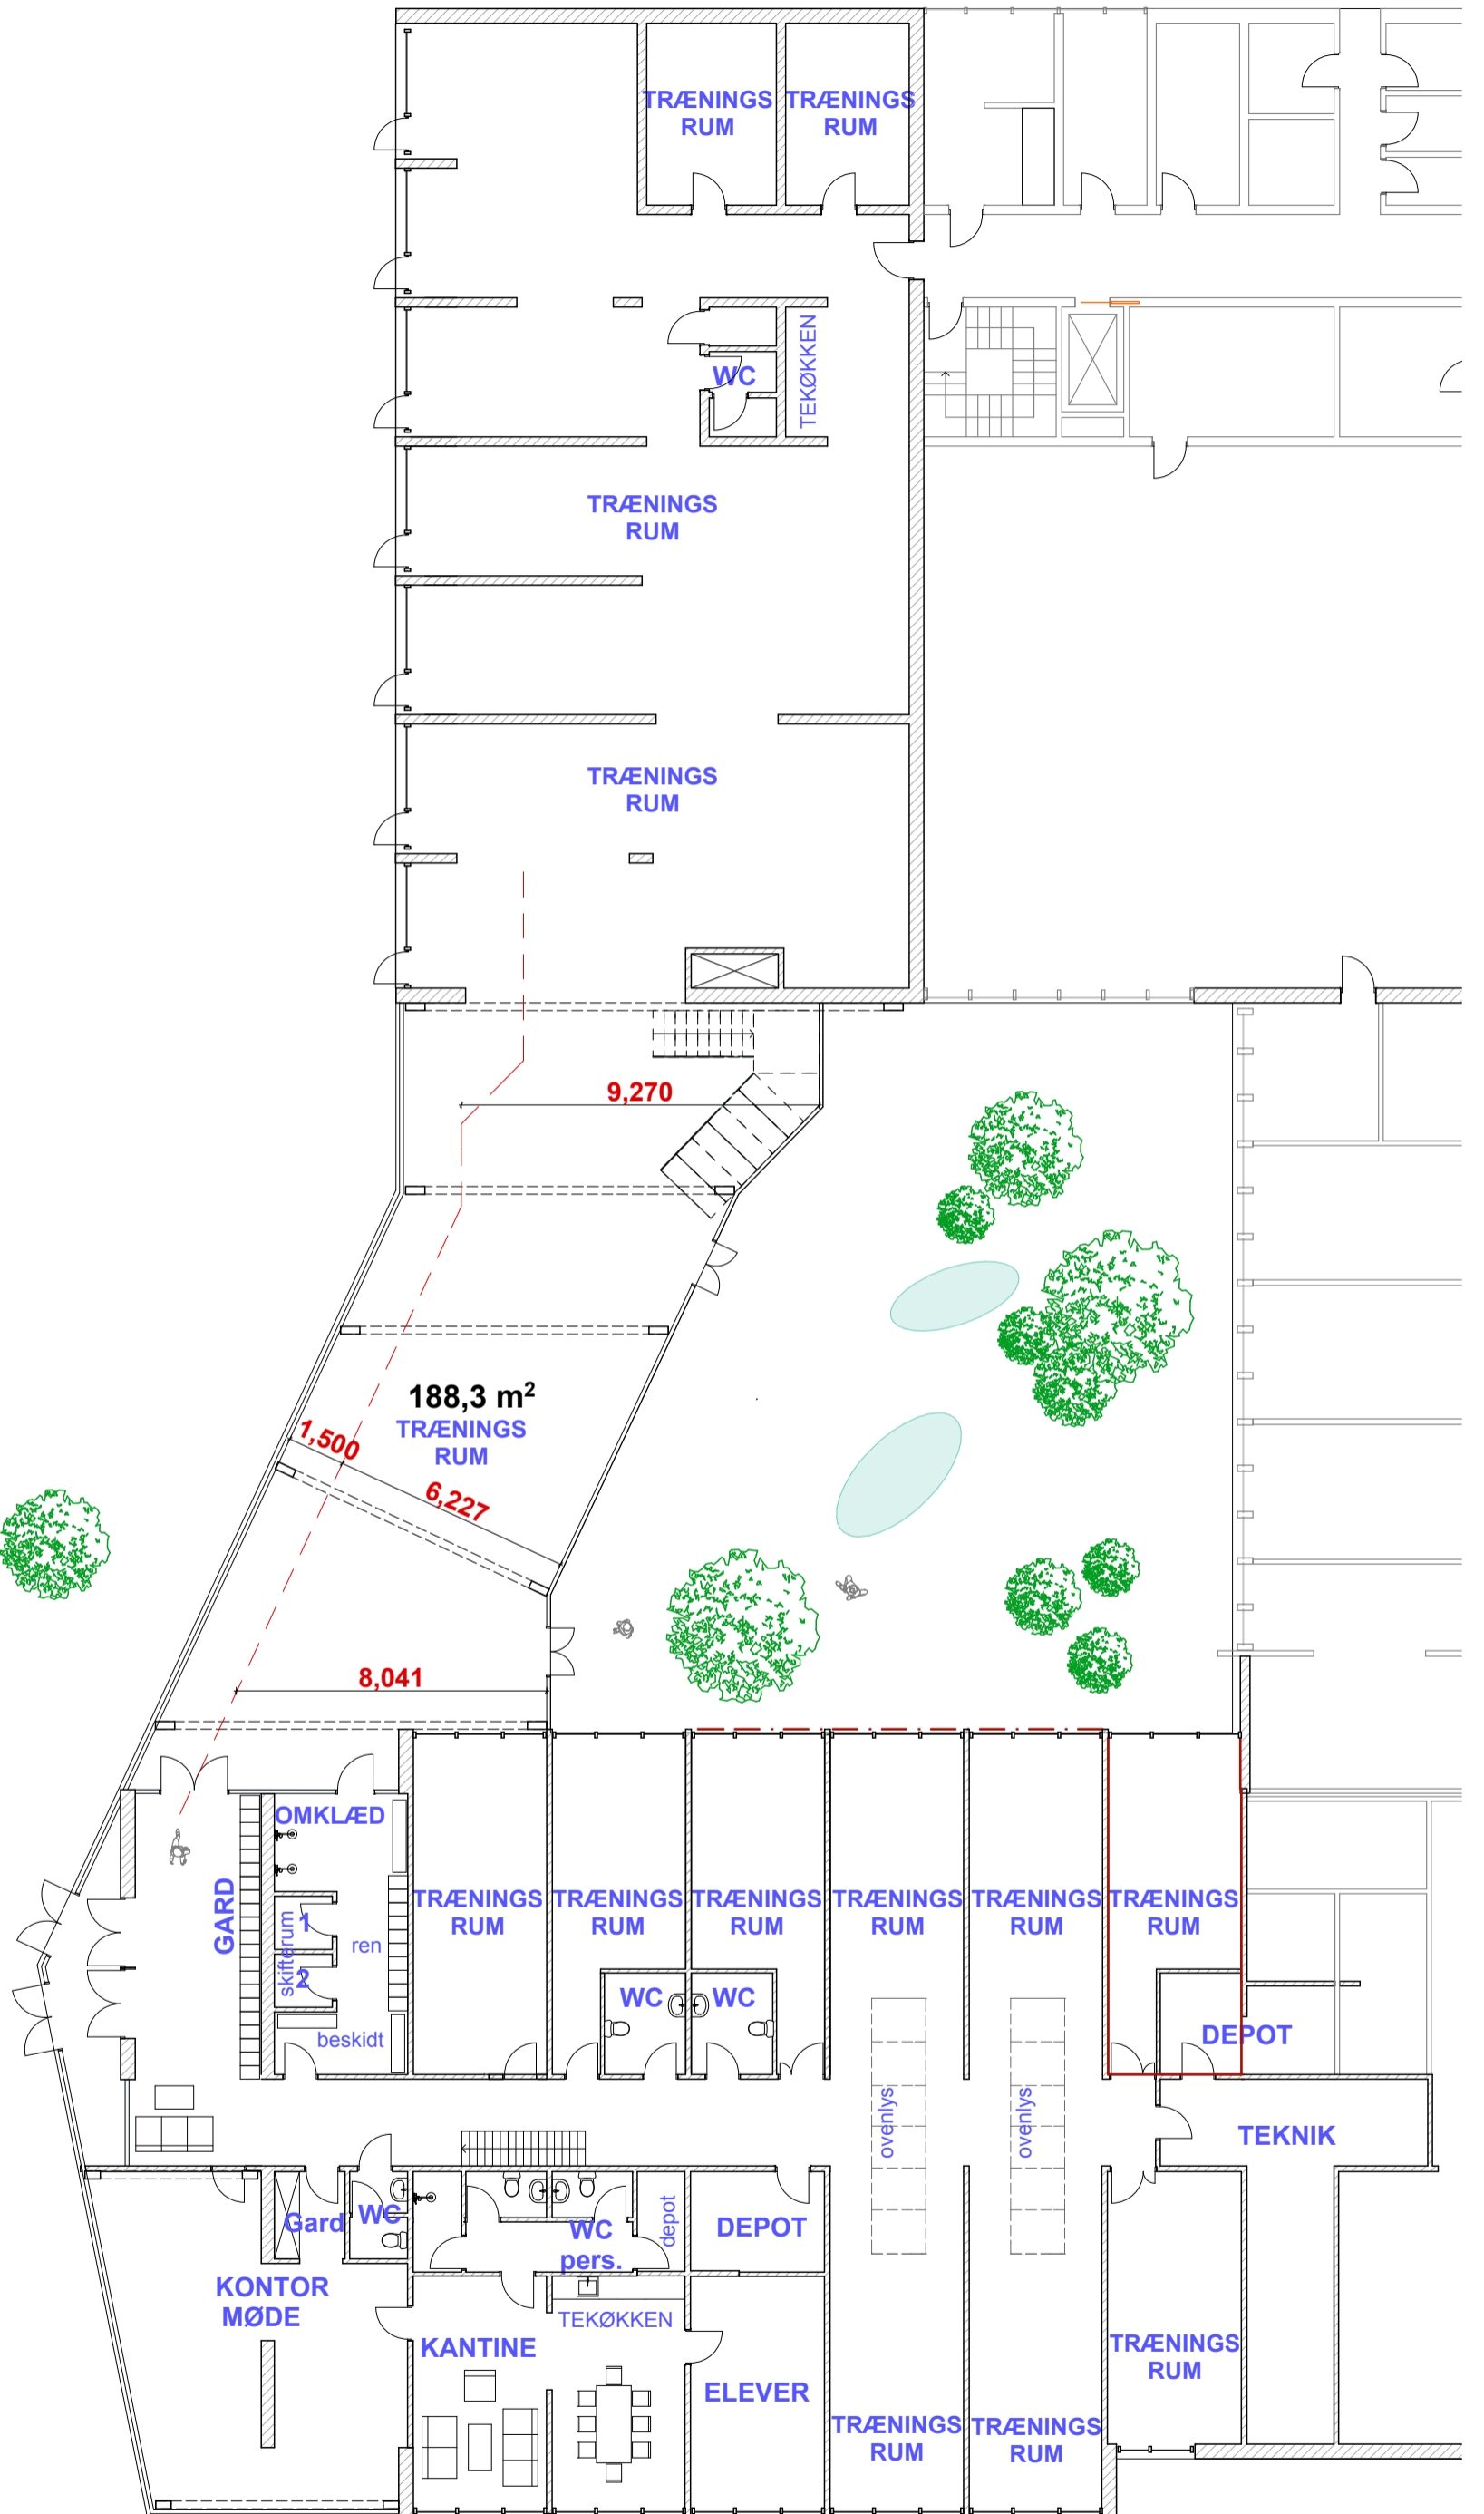 TRÆNINGS
RUM
TRÆNINGS
RUM
WC
TEKØKKEN
TRÆNINGS
RUM
TRÆNINGS
RUM
9,270
188,3 m²
TRÆNINGS
RUM
1,500
6,227
8,041
OMKLÆD
GARD
skifterum
1
2
ren
beskidt
TRÆNINGS
RUM
TRÆNINGS
RUM
TRÆNINGS
RUM
TRÆNINGS
RUM
TRÆNINGS
RUM
TRÆNINGS
RUM
WC
WC
DEPOT
ovenlys
ovenlys
TEKNIK
Gard
WC
WC
pers.
depot
DEPOT
KONTOR
MØDE
TEKØKKEN
KANTINE
ELEVER
TRÆNINGS
RUM
TRÆNINGS
RUM
TRÆNINGS
RUM